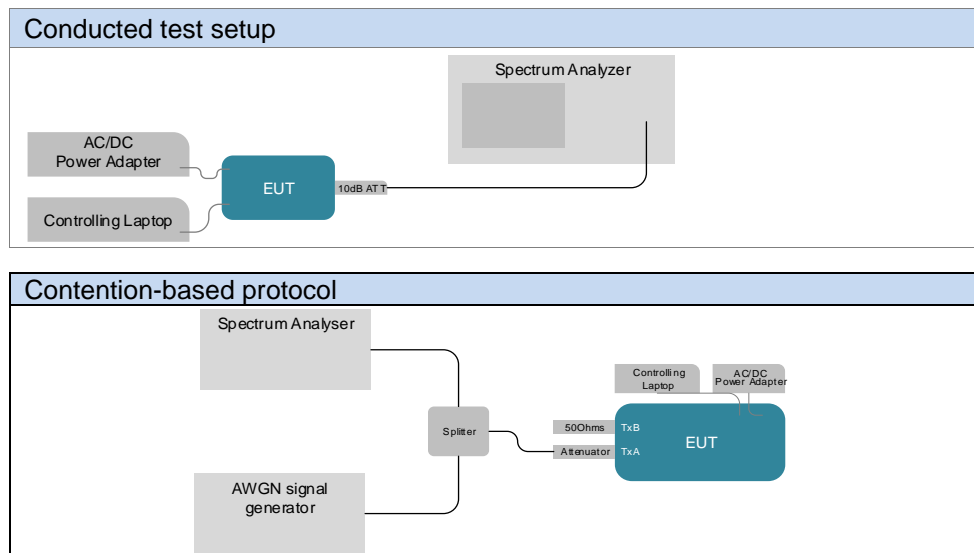 Conducted test setup
Spectrum Analyzer
AC/DC
Power Adapter
EUT
10dB ATT
Controlling Laptop
Contention-based protocol
Spectrum Analyser
Controlling
Laptop
AC/DC
Power Adapter
Splitter
50Ohms
TxB
EUT
Attenuator
TxA
AWGN signal
generator